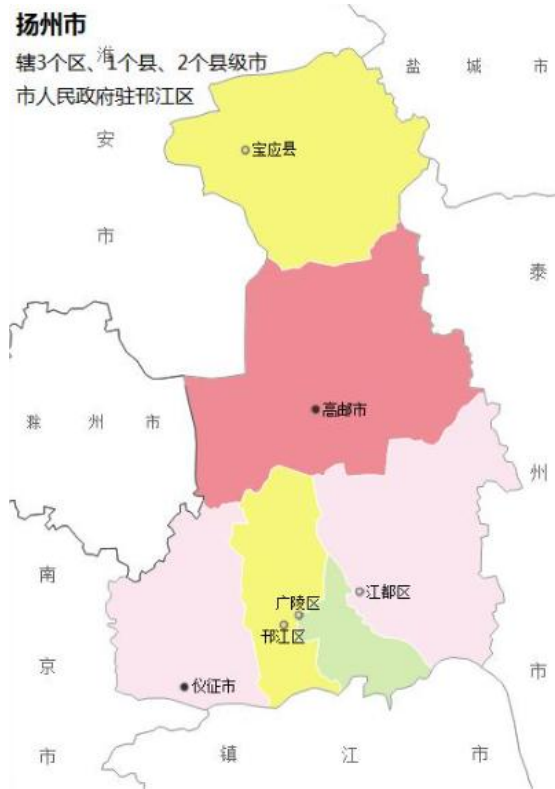 扬州市
辖3个区、1个县、2个县级市
市人民政府驻邗江区
淮
安
市
盐 城 市
宝应县
泰
州
市
高邮市
滁 州 市
南
京
市
广陵区
江都区
邗江区
仪征市
镇 江 市